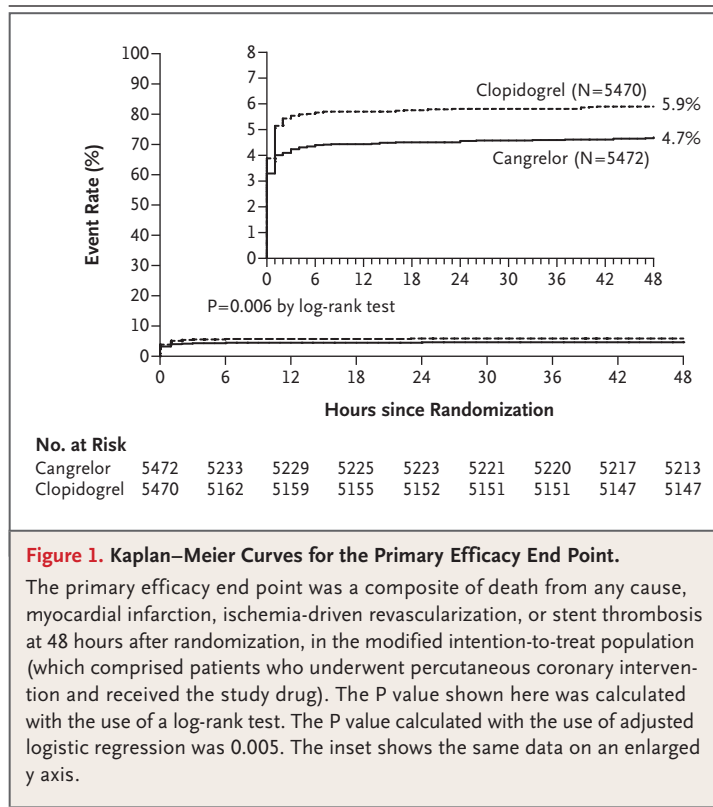 100
90
80
70
60
50
40
30
20
10
0
Event Rate (%)
8
7
6
5
4
3
2
1
0
Clopidogrel (N=5470)
5.9%
4.7%
Cangrelor (N=5472)
0 6 12 18 24 30 36 42 48
P=0.006 by log-rank test
0 6 12 18 24 30 36 42 48
Hours since Randomization
No. at Risk
Cangrelor 5472 5233 5229 5225 5223 5221 5220 5217 5213
Clopidogrel 5470 5162 5159 5155 5152 5151 5151 5147 5147
Figure 1. Kaplan–Meier Curves for the Primary Efficacy End Point.
The primary efficacy end point was a composite of death from any cause,
myocardial infarction, ischemia-driven revascularization, or stent thrombosis
at 48 hours after randomization, in the modified intention-to-treat population
(which comprised patients who underwent percutaneous coronary interven-
tion and received the study drug). The P value shown here was calculated
with the use of a log-rank test. The P value calculated with the use of adjusted
logistic regression was 0.005. The inset shows the same data on an enlarged
y axis.